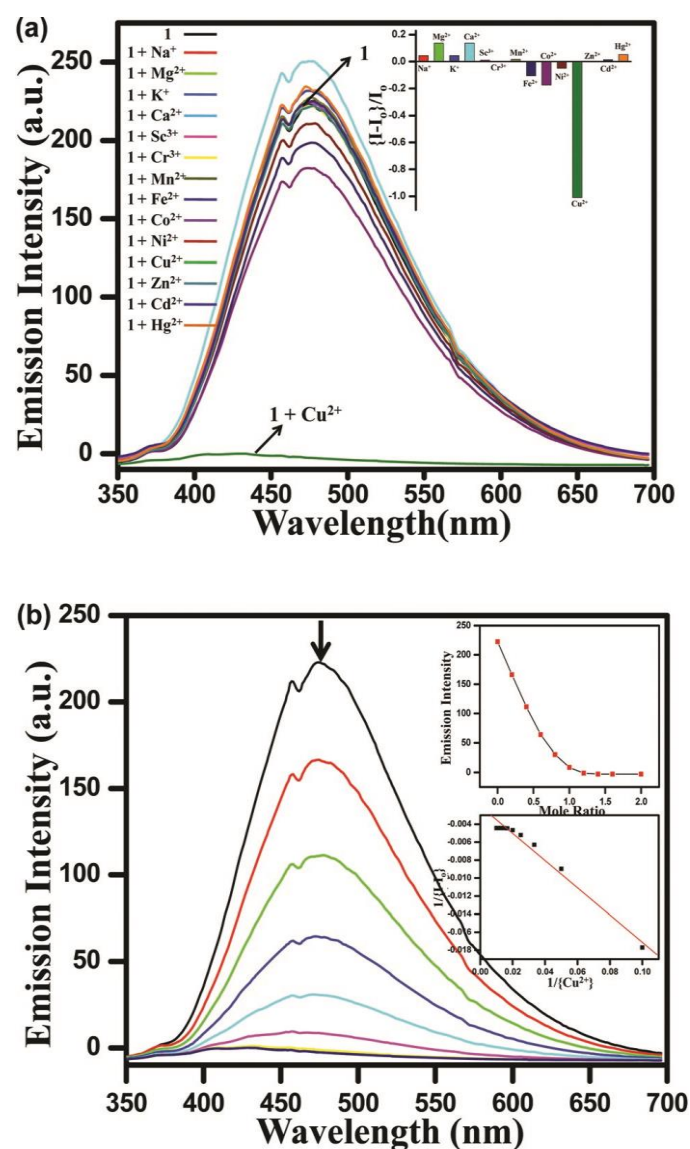 (a)
250
200
150
100
50
0
Emission Intensity (a.u.)
1
1 + Na⁺
1 + Mg²⁺
1 + K⁺
1 + Ca²⁺
1 + Sc³⁺
1 + Cr³⁺
1 + Mn²⁺
1 + Fe²⁺
1 + Co²⁺
1 + Ni²⁺
1 + Cu²⁺
1 + Zn²⁺
1 + Cd²⁺
1 + Hg²⁺
1
0.2
0.0
-0.2
-0.4
-0.6
-0.8
-1.0
{I-I₀}/I₀
Na⁺ Mg²⁺ K⁺ Ca²⁺ Sc³⁺ Cr³⁺ Mn²⁺ Fe²⁺ Co²⁺ Ni²⁺ Cu²⁺ Zn²⁺ Cd²⁺ Hg²⁺
1 + Cu²⁺
350 400 450 500 550 600 650 700
Wavelength(nm)
(b)
250
200
150
100
50
0
Emission Intensity (a.u.)
250
200
150
100
50
0
Emission Intensity
0.0 0.5 1.0 1.5 2.0
Mole Ratio
-0.004
-0.006
-0.008
-0.010
-0.012
-0.014
-0.016
-0.018
1/{I-I₀}
0.00 0.02 0.04 0.06 0.08 0.10
1/{Cu²⁺}
350 400 450 500 550 600 650 700
Wavelength (nm)